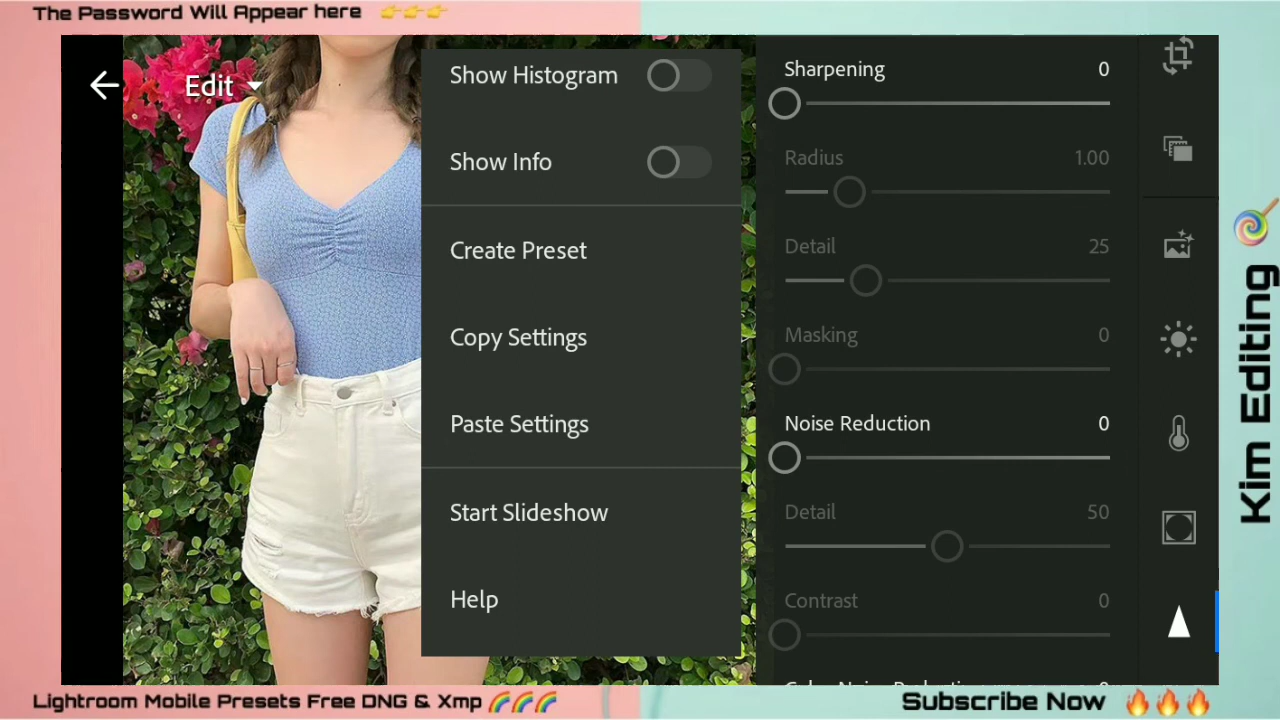 The Password Will Appear here 👉👉👉
Edit
Show Histogram
Show Info
Create Preset
Copy Settings
Paste Settings
Start Slideshow
Help
Sharpening 0
Radius 1.00
Detail 25
Masking 0
Noise Reduction 0
Detail 50
Contrast 0
Kim Editing 🍭
Lightroom Mobile Presets Free DNG & Xmp 🌈🌈🌈
Subscribe Now 🔥🔥🔥